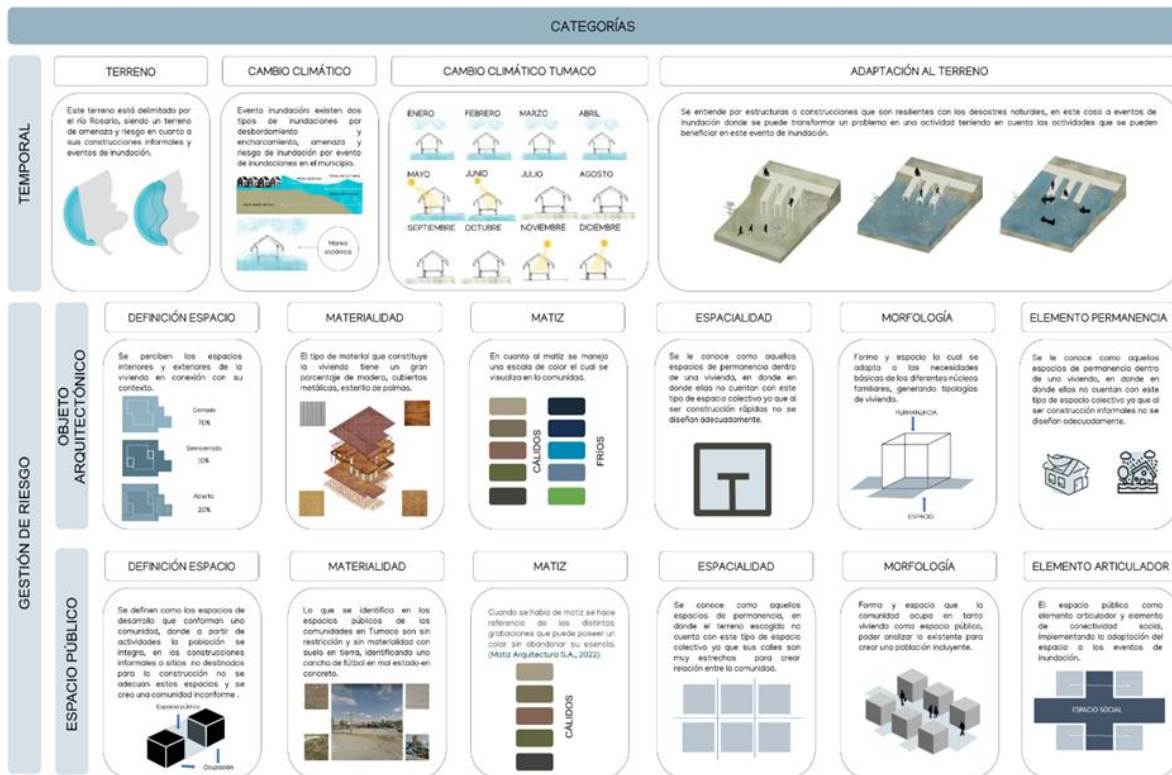 CATEGORÍAS
TEMPORAL
TERRENO
Este terreno está delimitado por
el río Rosario, siendo un terreno
de amenaza y riesgo en cuanto a
sus construcciones informales y
eventos de inundación.
CAMBIO CLIMÁTICO
Evento inundación existen dos
tipos de inundaciones por
desbordamiento y
encharcamiento, amenaza y
riesgo de inundación por evento
de inundaciones en el municipio.
Marea
ciclónica
CAMBIO CLIMÁTICO TUMACO
ENERO FEBRERO MARZO ABRIL
MAYO JUNIO JULIO AGOSTO
SEPTIEMBRE OCTUBRE NOVIEMBRE DICIEMBRE
ADAPTACIÓN AL TERRENO
Se entiende por estructuras o construcciones que son resilientes con los desastres naturales, en este caso a eventos de
inundación donde se puede transformar un problema en una actividad teniendo en cuenta las actividades que se pueden
beneficiar en este evento de inundación.
GESTIÓN DE RIESGO
OBJETO
ARQUITECTÓNICO
DEFINICIÓN ESPACIO
Se perciben los espacios
interiores y exteriores de la
vivienda en conexión con su
contexto.
Cerrado
70%
Semicerrado
10%
Abierto
20%
MATERIALIDAD
El tipo de material que constituye
la vivienda tiene un gran
porcentaje de madera, cubiertas
metálicas, esterilla de palmas.
MATIZ
En cuanto al matiz se maneja
una escala de color el cual se
visualiza en la comunidad.
CÁLIDOS
FRÍOS
ESPACIALIDAD
Se le conoce como aquellos
espacios de permanencia dentro
de una vivienda, en donde en
donde ellas no cuentan con este
tipo de espacio colectivo ya que al
ser construcción rápidas no se
diseñan adecuadamente.
MORFOLOGÍA
Forma y espacio la cual se
adapta a las necesidades
básicas de los diferentes núcleos
familiares, generando tipologías
de vivienda.
PERMANENCIA
ESPACIO
ELEMENTO PERMANENCIA
Se le conoce como aquellos
espacios de permanencia dentro
de una vivienda, en donde en
donde ellas no cuentan con este
tipo de espacio colectivo ya que al
ser construcción informales no se
diseñan adecuadamente.
ESPACIO PÚBLICO
DEFINICIÓN ESPACIO
Se definen como los espacios de
desarrollo que conforman una
comunidad, donde a partir de
actividades la población se
integra, en las construcciones
informales o sitios no destinados
para la construcción no se
adecuan estos espacios y se
crea una comunidad inconforme .
Espacio público
Ocupación
MATERIALIDAD
Lo que se identifica en los
espacios públicos de las
comunidades en Tumaco son sin
restricción y sin materialidad con
suelo en tierra, identificando una
cancha de fútbol en mal estado en
concreto.
MATIZ
Cuando se habla de matiz se hace
referencia de las distintas
grabaciones que puede poseer un
color sin abandonar su esencia.
(Matiz Arquitectura S.A., 2022)
CÁLIDOS
ESPACIALIDAD
Se conoce como aquellos
espacios de permanencia, en
donde el terreno escogido no
cuenta con este tipo de espacio
colectivo ya que sus calles son
muy estrechos para crear
relación entre la comunidad.
MORFOLOGÍA
Forma y espacio que la
comunidad ocupa en tanto
vivienda como espacio público,
poder analizar lo existente para
crear una población incluyente.
ELEMENTO ARTICULADOR
El espacio público como
elemento articulador y elemento
de conectividad social,
implementando la adaptación del
espacio a los eventos de
inundación.
ESPACIO SOCIAL